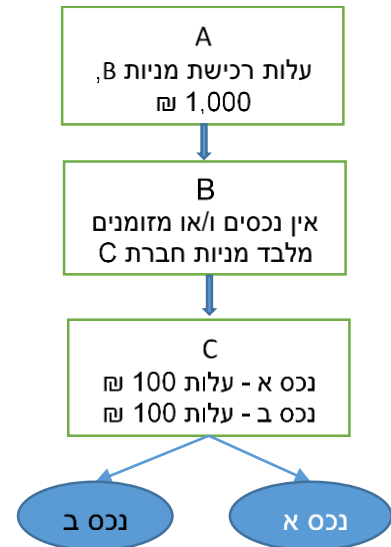 A
עלות רכישת מניות B,
1,000 ₪
B
אין נכסים ו/או מזומנים
מלבד מניות חברת C
C
נכס א - עלות 100 ₪
נכס ב - עלות 100 ₪
נכס א
נכס ב